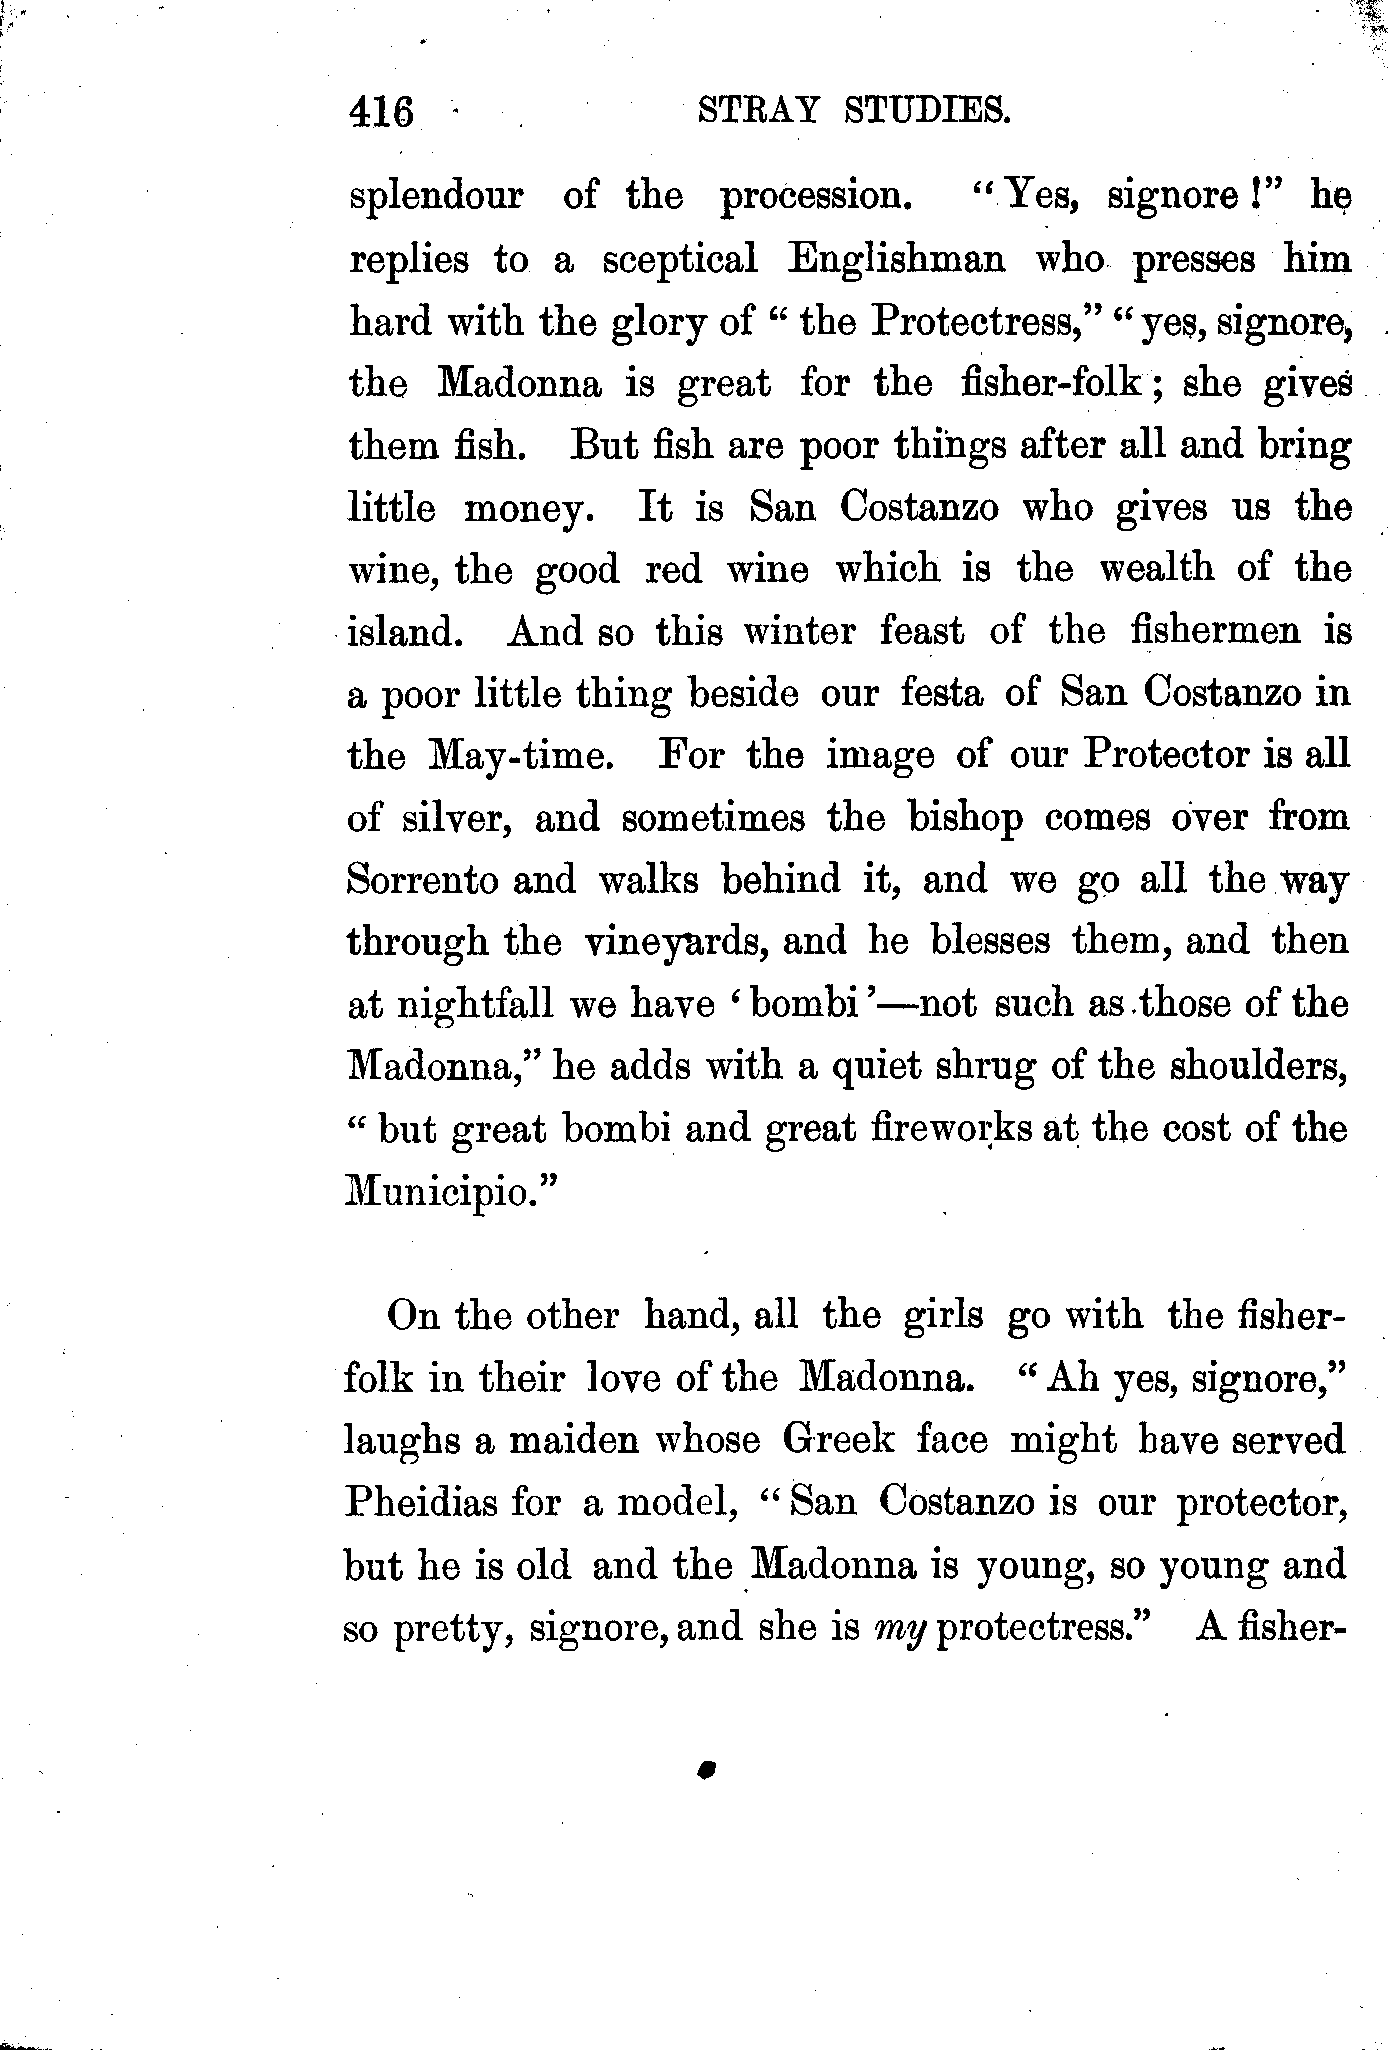 416 STRAY STUDIES.
splendour of the procession. “Yes, signore!” he
replies to a sceptical Englishman who presses him
hard with the glory of “the Protectress,” “yes, signore,
the Madonna is great for the fisher-folk; she gives
them fish. But fish are poor things after all and bring
little money. It is San Costanzo who gives us the
wine, the good red wine which is the wealth of the
island. And so this winter feast of the fishermen is
a poor little thing beside our festa of San Costanzo in
the May-time. For the image of our Protector is all
of silver, and sometimes the bishop comes over from
Sorrento and walks behind it, and we go all the way
through the vineyards, and he blesses them, and then
at nightfall we have ‘bombi’—not such as those of the
Madonna,” he adds with a quiet shrug of the shoulders,
“but great bombi and great fireworks at the cost of the
Municipio.”
On the other hand, all the girls go with the fisher-
folk in their love of the Madonna. “Ah yes, signore,”
laughs a maiden whose Greek face might have served
Pheidias for a model, “San Costanzo is our protector,
but he is old and the Madonna is young, so young and
so pretty, signore, and she is my protectress.” A fisher-